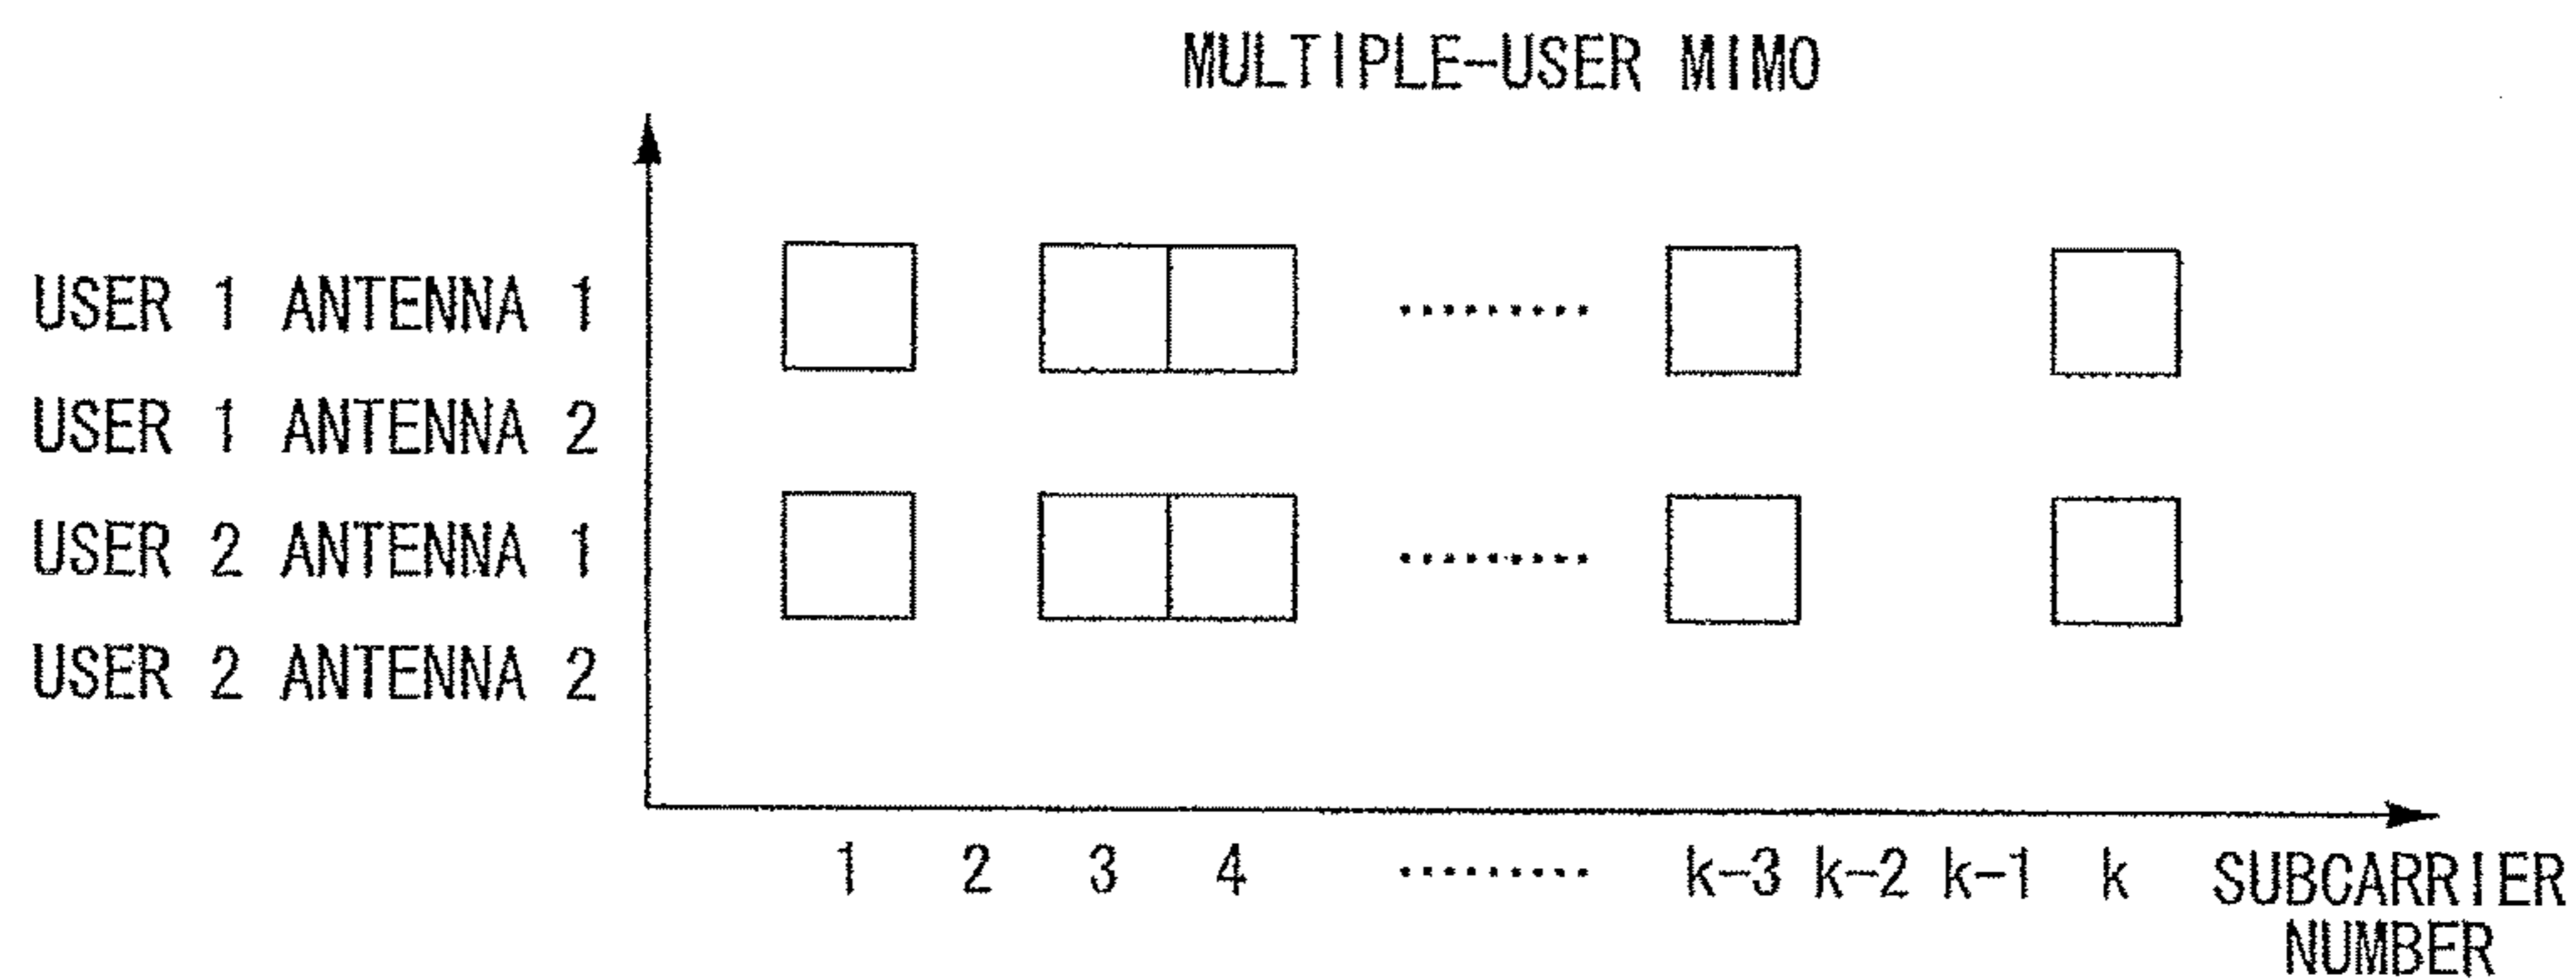 MULTIPLE-USER MIMO
USER 1 ANTENNA 1
USER 1 ANTENNA 2
USER 2 ANTENNA 1
USER 2 ANTENNA 2
1 2 3 4 ········· k-3 k-2 k-1 k SUBCARRIER
NUMBER